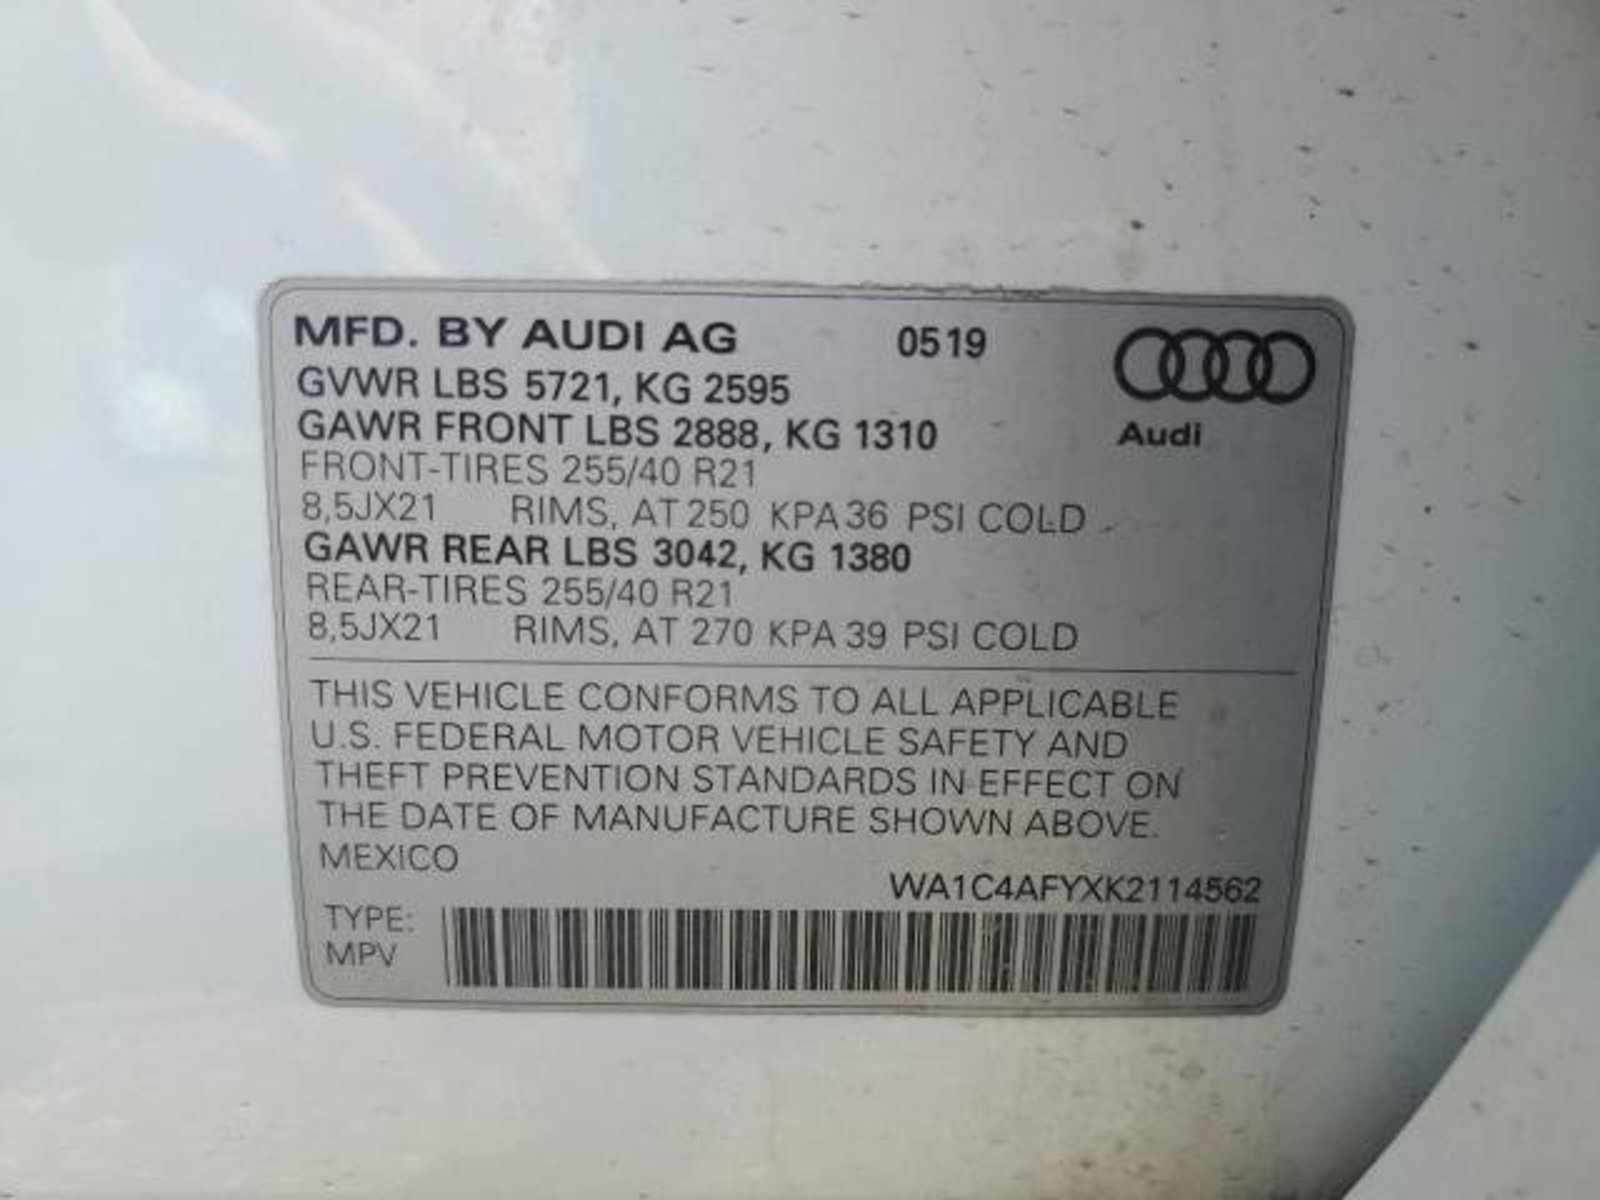 MFD. BY AUDI AG 0519
GVWR LBS 5721, KG 2595
GAWR FRONT LBS 2888, KG 1310
Audi
FRONT-TIRES 255/40 R21
8,5JX21 RIMS, AT 250 KPA 36 PSI COLD
GAWR REAR LBS 3042, KG 1380
REAR-TIRES 255/40 R21
8,5JX21 RIMS, AT 270 KPA 39 PSI COLD
THIS VEHICLE CONFORMS TO ALL APPLICABLE
U.S. FEDERAL MOTOR VEHICLE SAFETY AND
THEFT PREVENTION STANDARDS IN EFFECT ON
THE DATE OF MANUFACTURE SHOWN ABOVE.
MEXICO
WA1C4AFYXK2114562
TYPE:
MPV